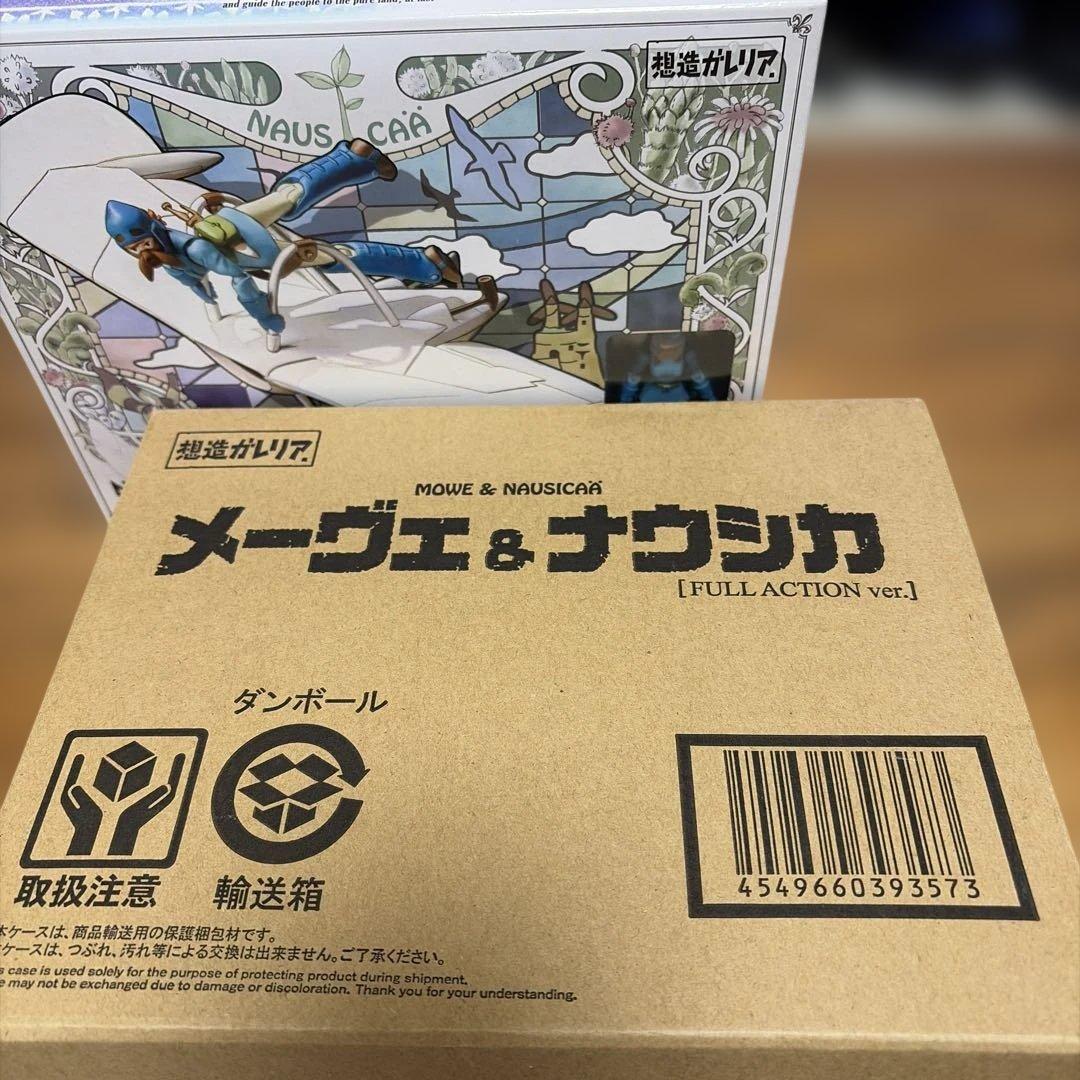 and guide the people to the pure land, at last
想造ガレリア
NAUSICAÄ
想造ガレリア
MOWE & NAUSICAÄ
メーヴェ&ナウシカ
[FULL ACTION ver.]
ダンボール
取扱注意
輸送箱
4549660393573
本ケースは、商品輸送用の保護梱包材です。
ケースは、つぶれ、汚れ等による交換は出来ません。ご了承ください。
case is used solely for the purpose of protecting product during shipment.
may not be exchanged due to damage or discoloration. Thank you for your understanding.